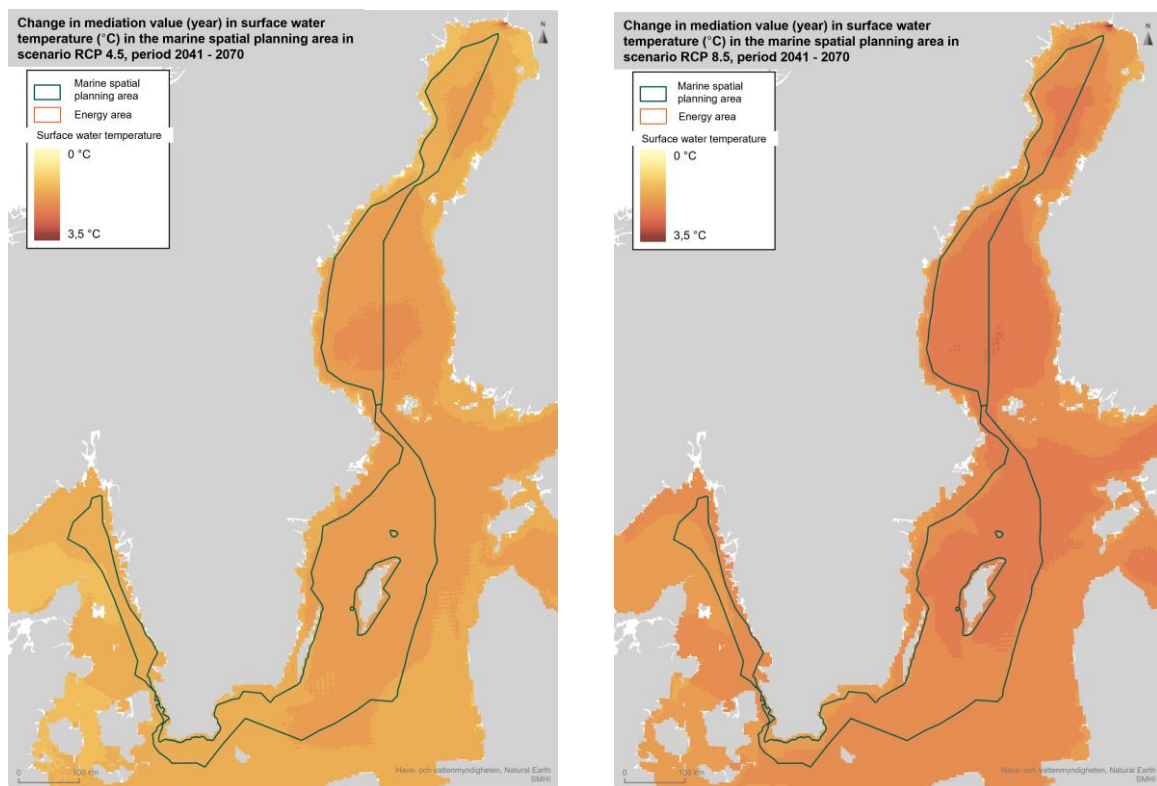 Change in mediation value (year) in surface water
temperature (°C) in the marine spatial planning area in
scenario RCP 4.5, period 2041 - 2070
N
Marine spatial
planning area
Energy area
Surface water temperature
0 °C
3,5 °C
0
100 km
Havs- och vattenmyndigheten, Natural Earth
SMHI
Change in mediation value (year) in surface water
temperature (°C) in the marine spatial planning area in
scenario RCP 8.5, period 2041 - 2070
N
Marine spatial
planning area
Energy area
Surface water temperature
0 °C
3,5 °C
0
100 km
Havs- och vattenmyndigheten, Natural Earth
SMHI